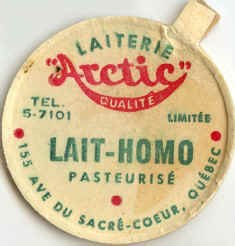 LAITERIE
"Arctic"
QUALITÉ
TEL.
5-7101
LIMITÉE
LAIT-HOMO
PASTEURISÉ
155 AVE DU SACRÉ-COEUR, QUÉBEC